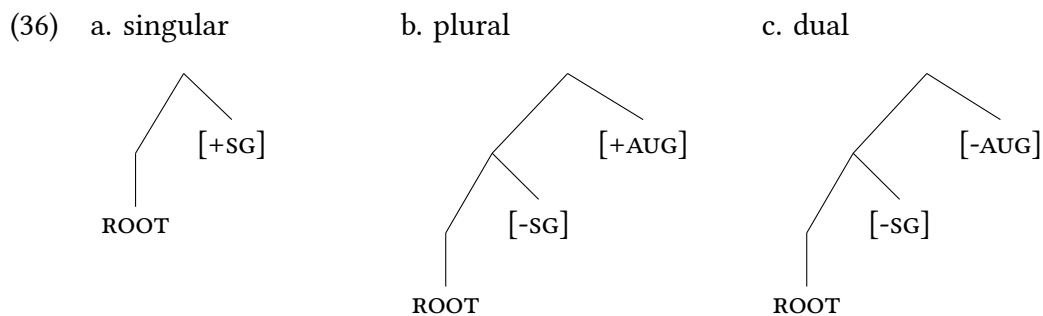 (36) a. singular b. plural c. dual
[+SG] [+AUG] [-AUG]
ROOT [-SG] [-SG]
ROOT ROOT